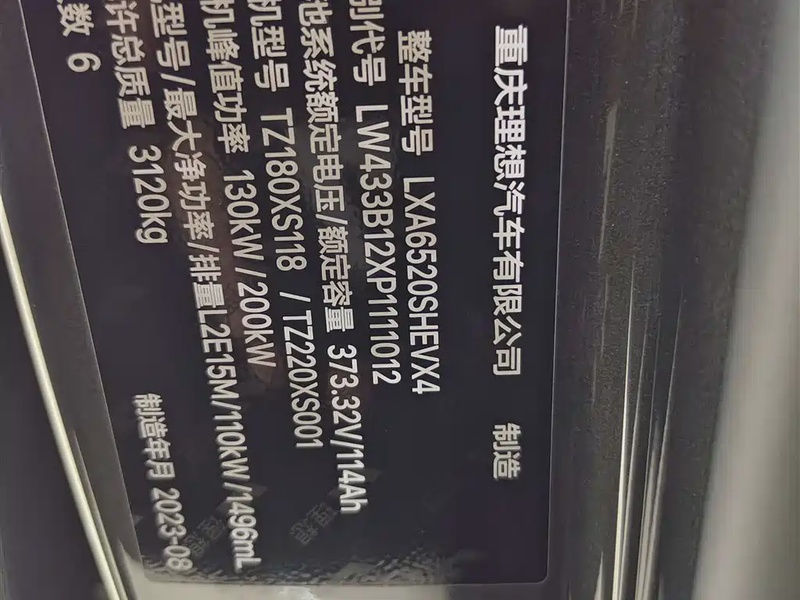 重庆理想汽车有限公司 制造
整车型号 LXA6520SHEVX4
别代号 LW433B12XP1111012
池系统额定电压/额定容量 373.32V/114Ah
机型号 TZ180XS118 / TZ220XS001
机峰值功率 130kW/200kW
型号/最大净功率/排量L2E15M/110kW/1496mL
许总质量 3120kg 制造年月 2023-08
数 6
理想
理想